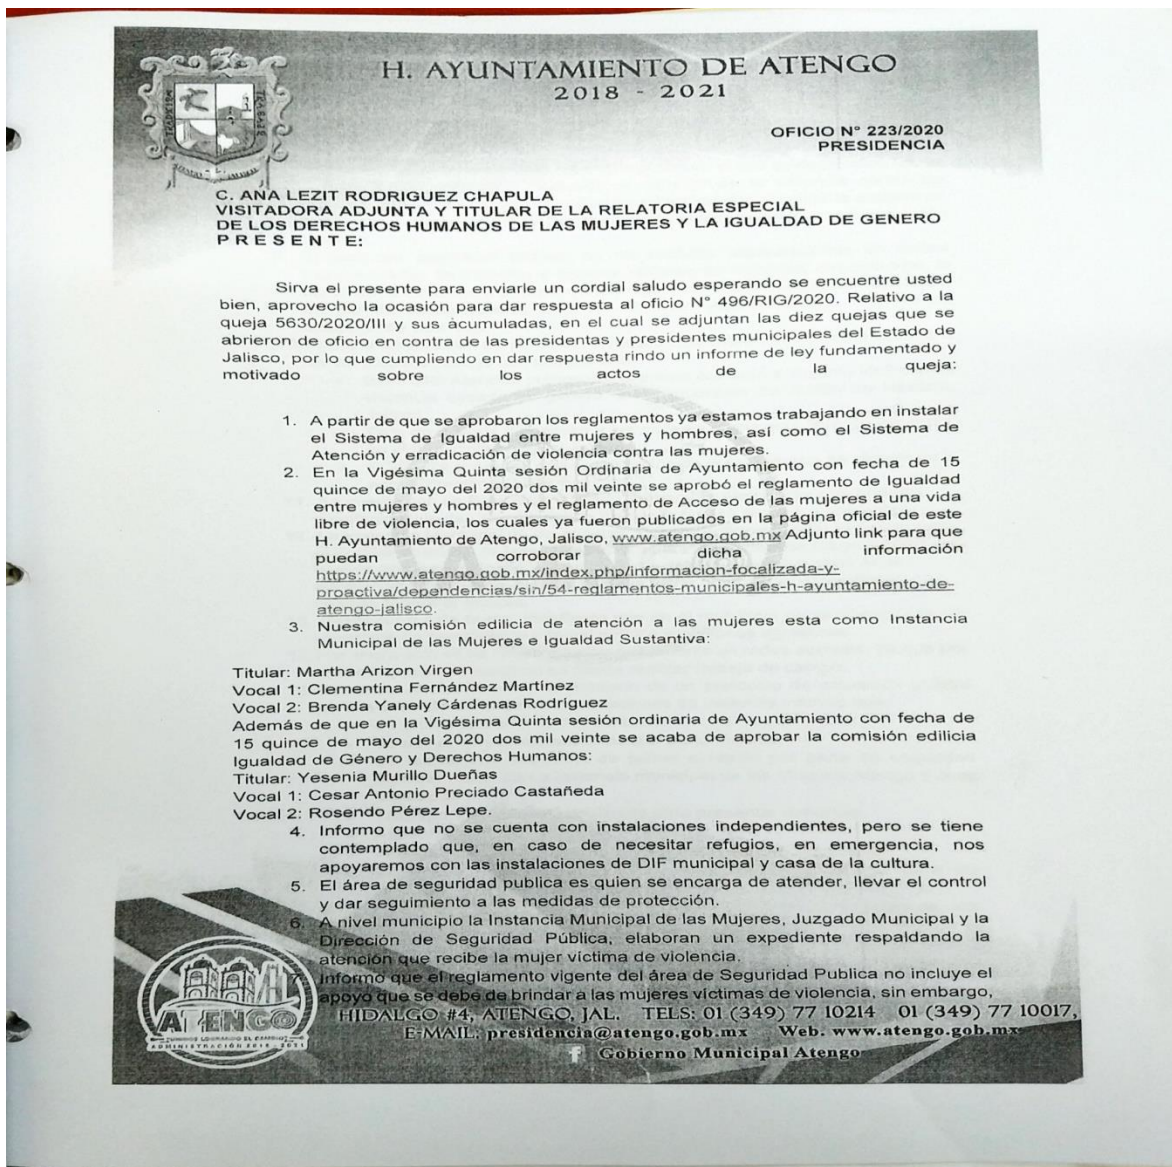 H. AYUNTAMIENTO DE ATENGO
2018 - 2021
OFICIO N° 223/2020
PRESIDENCIA
C. ANA LEZIT RODRIGUEZ CHAPULA
VISITADORA ADJUNTA Y TITULAR DE LA RELATORIA ESPECIAL
DE LOS DERECHOS HUMANOS DE LAS MUJERES Y LA IGUALDAD DE GENERO
P R E S E N T E:
Sirva el presente para enviarle un cordial saludo esperando se encuentre usted
bien, aprovecho la ocasión para dar respuesta al oficio N° 496/RIG/2020. Relativo a la
queja 5630/2020/III y sus acumuladas, en el cual se adjuntan las diez quejas que se
abrieron de oficio en contra de las presidentas y presidentes municipales del Estado de
Jalisco, por lo que cumpliendo en dar respuesta rindo un informe de ley fundamentado y
motivado sobre los actos de la queja:
1. A partir de que se aprobaron los reglamentos ya estamos trabajando en instalar
el Sistema de Igualdad entre mujeres y hombres, así como el Sistema de
Atención y erradicación de violencia contra las mujeres.
2. En la Vigésima Quinta sesión Ordinaria de Ayuntamiento con fecha de 15
quince de mayo del 2020 dos mil veinte se aprobó el reglamento de Igualdad
entre mujeres y hombres y el reglamento de Acceso de las mujeres a una vida
libre de violencia, los cuales ya fueron publicados en la página oficial de este
H. Ayuntamiento de Atengo, Jalisco, www.atengo.gob.mx Adjunto link para que
puedan corroborar dicha información
https://www.atengo.gob.mx/index.php/informacion-focalizada-y-
proactiva/dependencias/sin/54-reglamentos-municipales-h-ayuntamiento-de-
atengo-jalisco.
3. Nuestra comisión edilicia de atención a las mujeres esta como Instancia
Municipal de las Mujeres e Igualdad Sustantiva:
Titular: Martha Arizon Virgen
Vocal 1: Clementina Fernández Martínez
Vocal 2: Brenda Yanely Cárdenas Rodríguez
Además de que en la Vigésima Quinta sesión ordinaria de Ayuntamiento con fecha de
15 quince de mayo del 2020 dos mil veinte se acaba de aprobar la comisión edilicia
Igualdad de Género y Derechos Humanos:
Titular: Yesenia Murillo Dueñas
Vocal 1: Cesar Antonio Preciado Castañeda
Vocal 2: Rosendo Pérez Lepe.
4. Informo que no se cuenta con instalaciones independientes, pero se tiene
contemplado que, en caso de necesitar refugios, en emergencia, nos
apoyaremos con las instalaciones de DIF municipal y casa de la cultura.
5. El área de seguridad publica es quien se encarga de atender, llevar el control
y dar seguimiento a las medidas de protección.
6. A nivel municipio la Instancia Municipal de las Mujeres, Juzgado Municipal y la
Dirección de Seguridad Pública, elaboran un expediente respaldando la
atención que recibe la mujer víctima de violencia.
7. Informo que el reglamento vigente del área de Seguridad Publica no incluye el
apoyo que se debe de brindar a las mujeres víctimas de violencia, sin embargo,
ATENGO
ADMINISTRACIÓN 2018 - 2021
HIDALGO #4, ATENGO, JAL. TELS: 01 (349) 77 10214 01 (349) 77 10017,
E-MAIL: presidencia@atengo.gob.mx Web. www.atengo.gob.mx
Gobierno Municipal Atengo